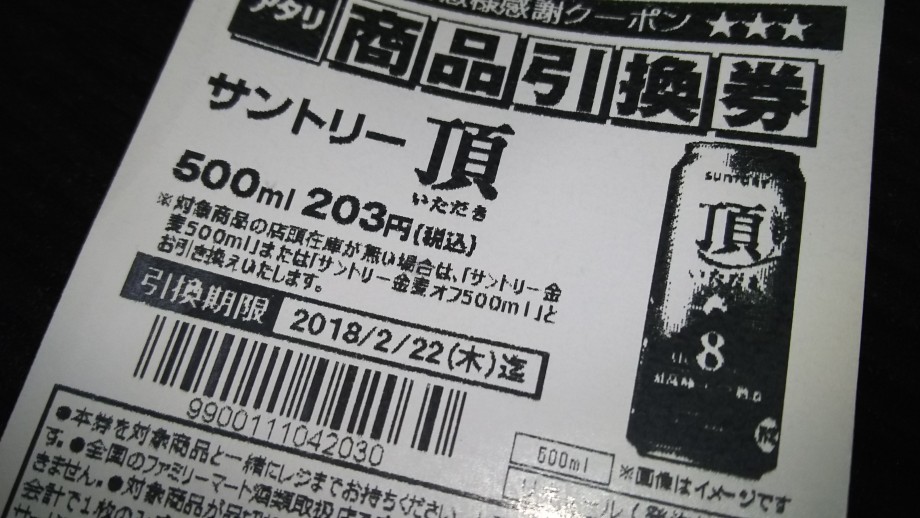 様感謝クーポン ★★★
アタリ 商品引換券
サントリー 頂
いただき
500ml 203円(税込)
※対象商品の店頭在庫が無い場合は、「サントリー金
麦500ml」または「サントリー金麦オフ500ml」と
お引き換えいたします。
引換期限 2018/2/22(木)迄
9900111042030
SUNTORY
頂
いただき
8
500ml
※画像はイメージです
●本券を対象商品と一緒にレジまでお持ちください
す。●全国のファミリーマート酒類取扱店
きません。●対象商品が品
会計で1枚の